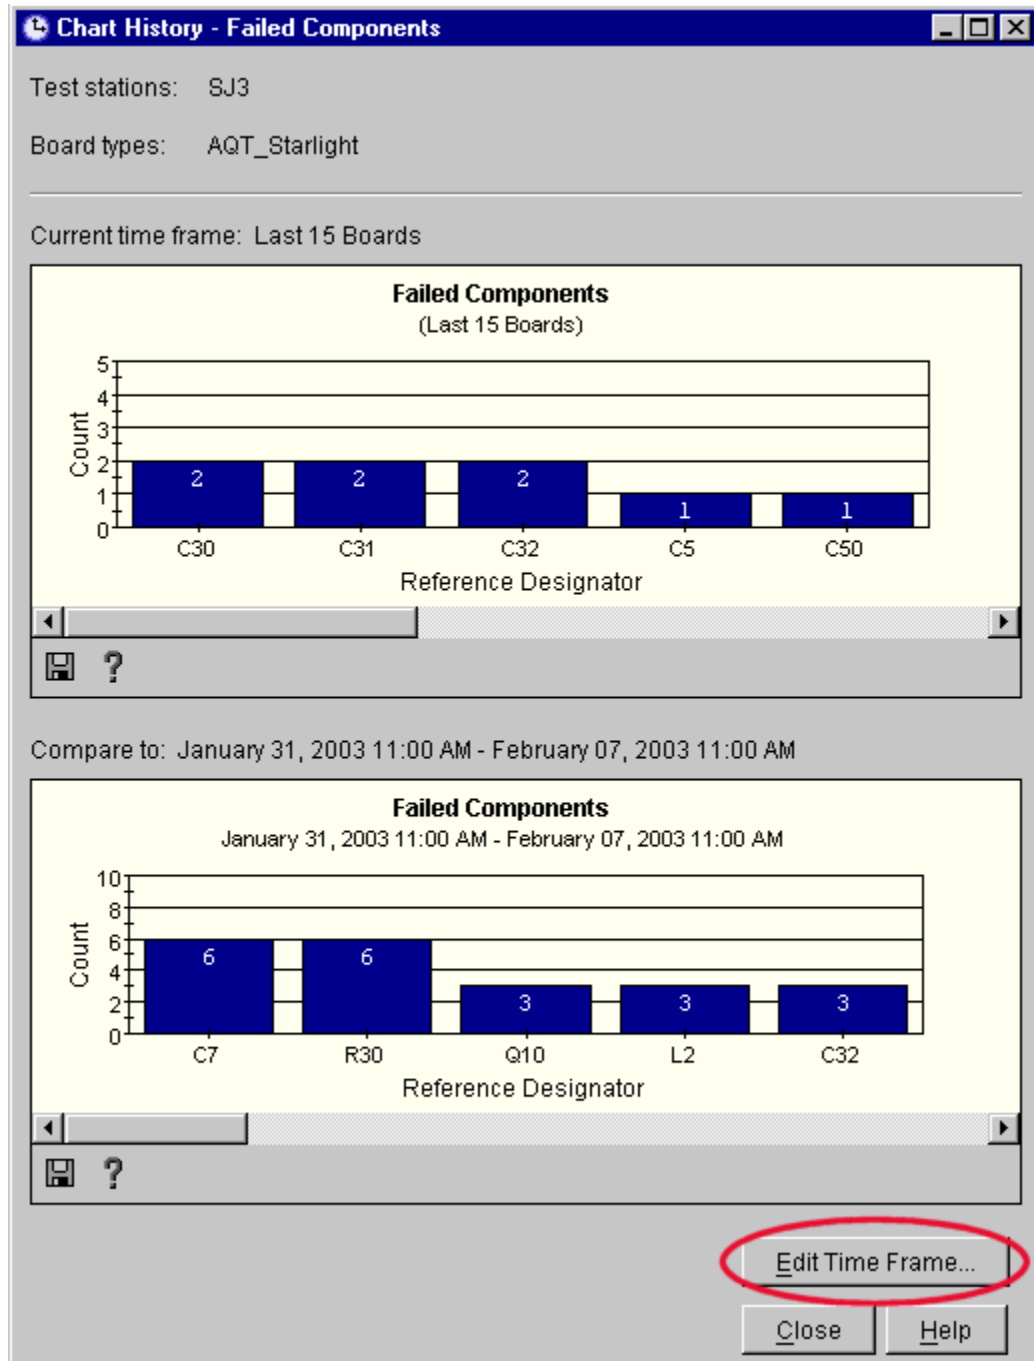 Chart History - Failed Components
Test stations: SJ3
Board types: AQT_Starlight
Current time frame: Last 15 Boards
Failed Components
(Last 15 Boards)
5
4
3
2
1
0
Count
2 2 2 1 1
C30 C31 C32 C5 C50
Reference Designator
?
Compare to: January 31, 2003 11:00 AM - February 07, 2003 11:00 AM
Failed Components
January 31, 2003 11:00 AM - February 07, 2003 11:00 AM
10
8
6
4
2
0
Count
6 6 3 3 3
C7 R30 Q10 L2 C32
Reference Designator
?
Edit Time Frame...
Close Help